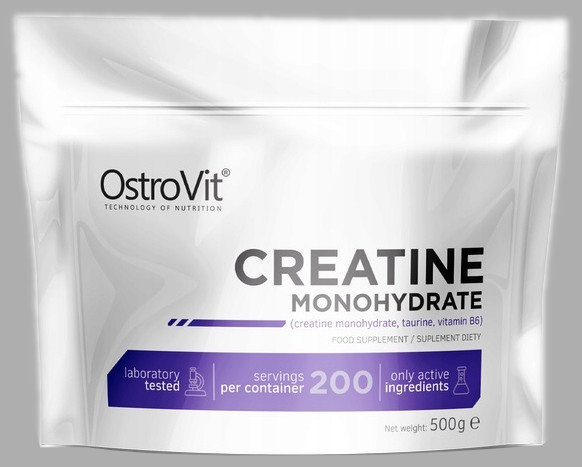 OstroVit®
TECHNOLOGY OF NUTRITION
CREATINE
MONOHYDRATE
(creatine monohydrate, taurine, vitamin B6)
FOOD SUPPLEMENT / SUPLEMENT DIETY
laboratory tested
servings per container 200
only active ingredients
Net weight: 500g ℮